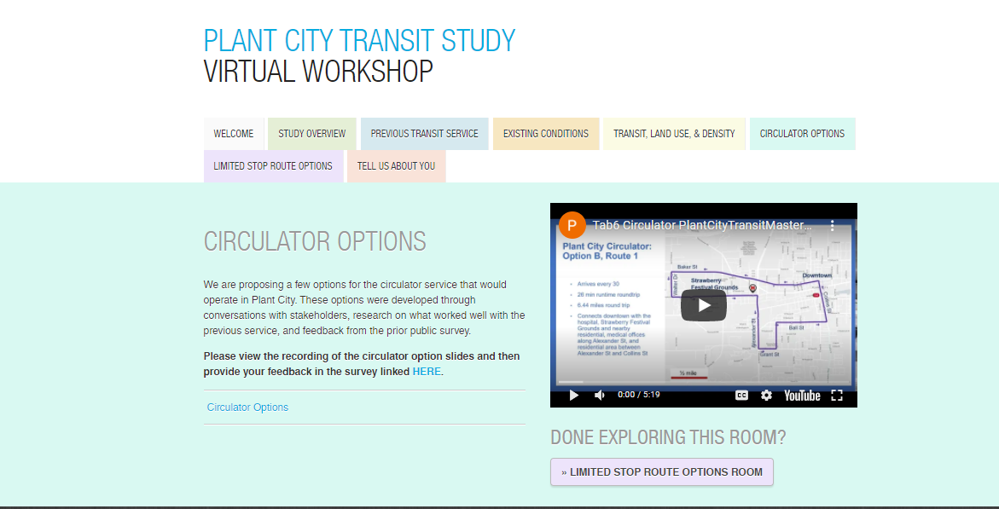 PLANT CITY TRANSIT STUDY
VIRTUAL WORKSHOP
WELCOME
STUDY OVERVIEW
PREVIOUS TRANSIT SERVICE
EXISTING CONDITIONS
TRANSIT, LAND USE, & DENSITY
CIRCULATOR OPTIONS
LIMITED STOP ROUTE OPTIONS
TELL US ABOUT YOU
CIRCULATOR OPTIONS
We are proposing a few options for the circulator service that would
operate in Plant City. These options were developed through
conversations with stakeholders, research on what worked well with the
previous service, and feedback from the prior public survey.
Please view the recording of the circulator option slides and then
provide your feedback in the survey linked HERE.
Circulator Options
P
Tab6 Circulator PlantCityTransitMaster...
Plant City Circulator:
Option B, Route 1
Arrives every 30
26 min runtime roundtrip
6.44 miles round trip
Connects downtown with the
hospital, Strawberry Festival
Grounds and nearby
residential, medical offices
along Alexander St, and
residential area between
Alexander St and Collins St
Baker St
Walter Dr
Strawberry
Festival Grounds
Downtown
Collins St
Alexander St
Ball St
Grant St
½ mile
0:00 / 5:19
CC
YouTube
DONE EXPLORING THIS ROOM?
» LIMITED STOP ROUTE OPTIONS ROOM